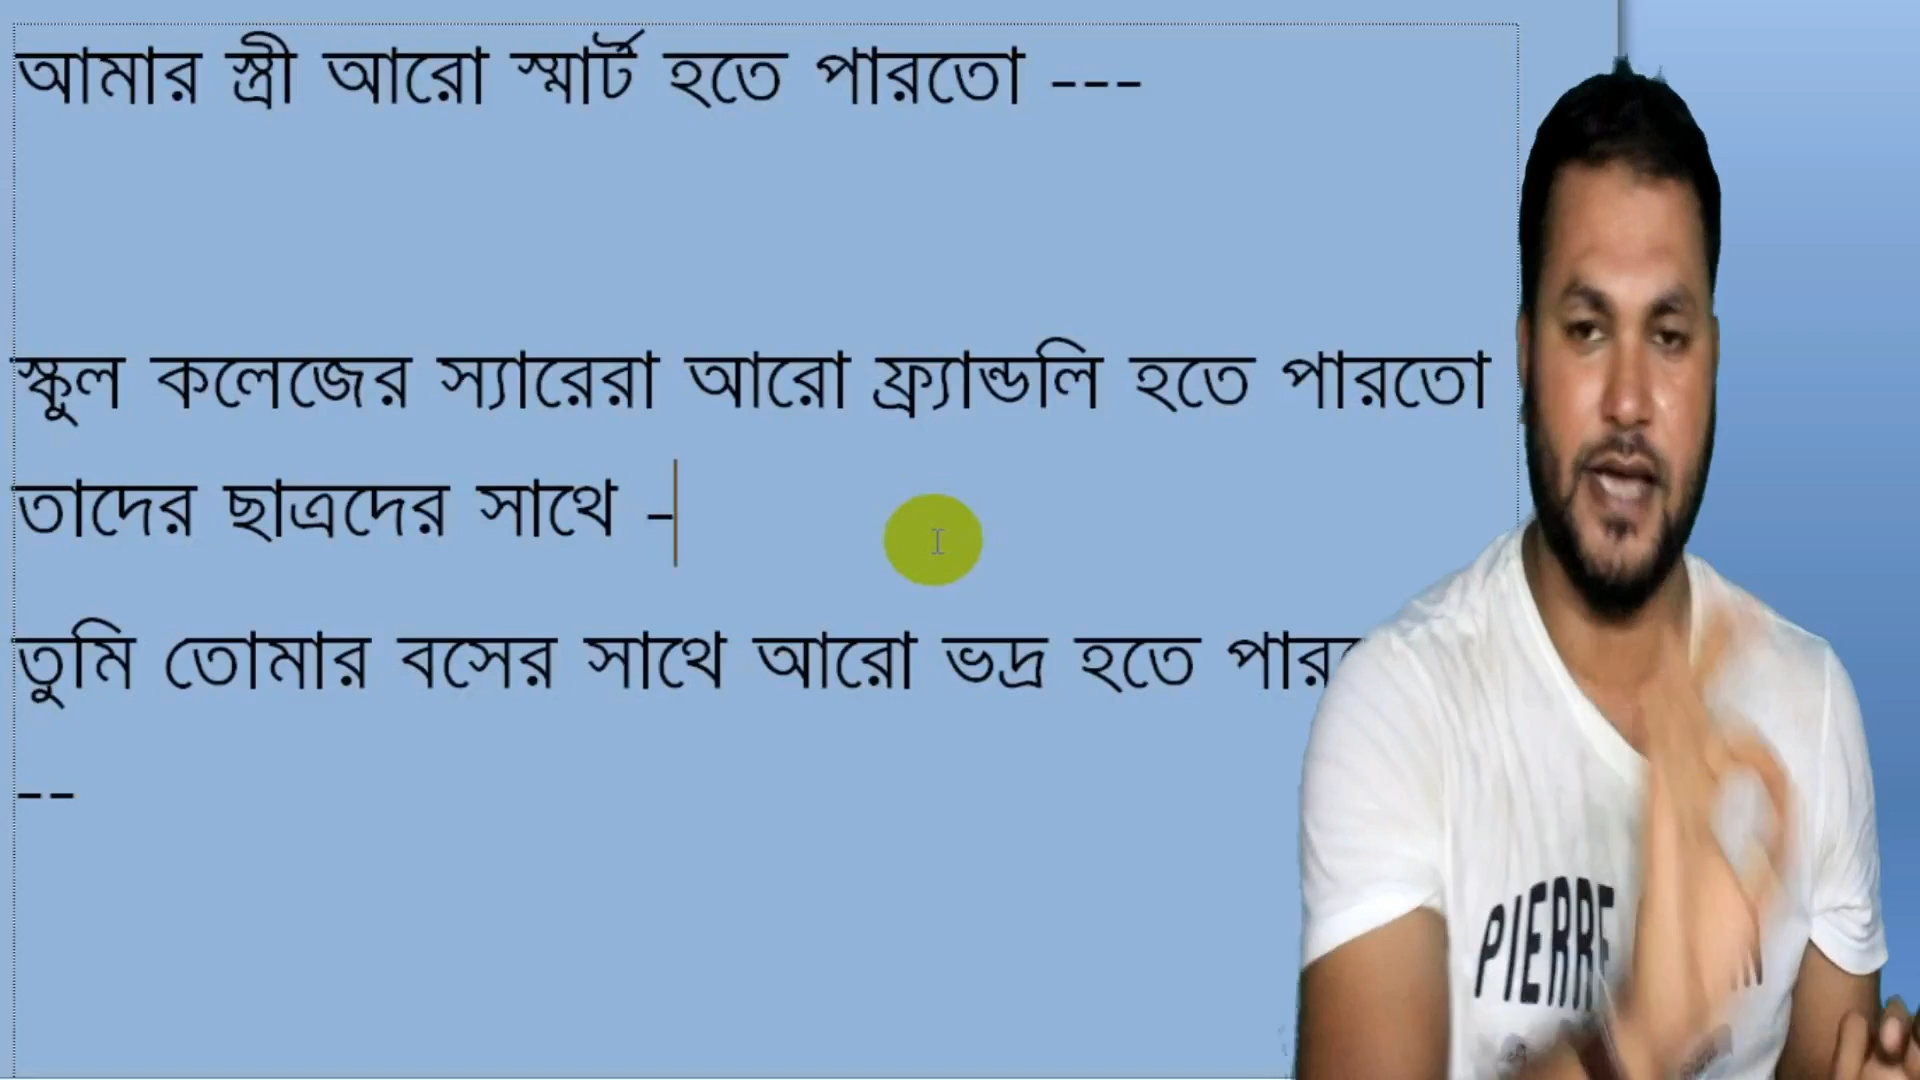 আমার স্ত্রী আরো স্মার্ট হতে পারতো ---
স্কুল কলেজের স্যারেরা আরো ফ্র্যান্ডলি হতে পারতো
তাদের ছাত্রদের সাথে -
তুমি তোমার বসের সাথে আরো ভদ্র হতে
--
PIERRE